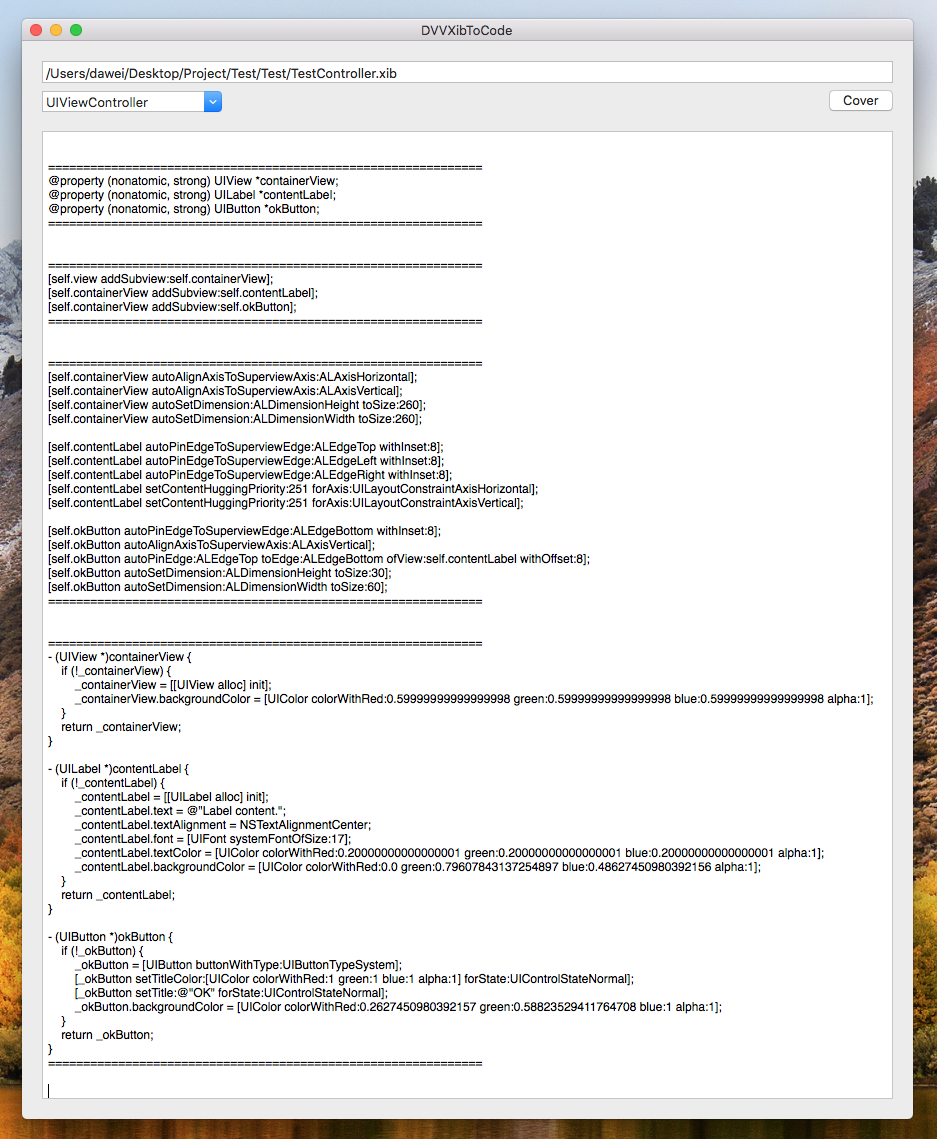 DVVXibToCode
/Users/dawei/Desktop/Project/Test/Test/TestController.xib
UIViewController
Cover
==============================================================
@property (nonatomic, strong) UIView *containerView;
@property (nonatomic, strong) UILabel *contentLabel;
@property (nonatomic, strong) UIButton *okButton;
==============================================================
==============================================================
[self.view addSubview:self.containerView];
[self.containerView addSubview:self.contentLabel];
[self.containerView addSubview:self.okButton];
==============================================================
==============================================================
[self.containerView autoAlignAxisToSuperviewAxis:ALAxisHorizontal];
[self.containerView autoAlignAxisToSuperviewAxis:ALAxisVertical];
[self.containerView autoSetDimension:ALDimensionHeight toSize:260];
[self.containerView autoSetDimension:ALDimensionWidth toSize:260];
[self.contentLabel autoPinEdgeToSuperviewEdge:ALEdgeTop withInset:8];
[self.contentLabel autoPinEdgeToSuperviewEdge:ALEdgeLeft withInset:8];
[self.contentLabel autoPinEdgeToSuperviewEdge:ALEdgeRight withInset:8];
[self.contentLabel setContentHuggingPriority:251 forAxis:UILayoutConstraintAxisHorizontal];
[self.contentLabel setContentHuggingPriority:251 forAxis:UILayoutConstraintAxisVertical];
[self.okButton autoPinEdgeToSuperviewEdge:ALEdgeBottom withInset:8];
[self.okButton autoAlignAxisToSuperviewAxis:ALAxisVertical];
[self.okButton autoPinEdge:ALEdgeTop toEdge:ALEdgeBottom ofView:self.contentLabel withOffset:8];
[self.okButton autoSetDimension:ALDimensionHeight toSize:30];
[self.okButton autoSetDimension:ALDimensionWidth toSize:60];
==============================================================
==============================================================
- (UIView *)containerView {
if (!_containerView) {
_containerView = [[UIView alloc] init];
_containerView.backgroundColor = [UIColor colorWithRed:0.59999999999999998 green:0.59999999999999998 blue:0.59999999999999998 alpha:1];
}
return _containerView;
}
- (UILabel *)contentLabel {
if (!_contentLabel) {
_contentLabel = [[UILabel alloc] init];
_contentLabel.text = @"Label content.";
_contentLabel.textAlignment = NSTextAlignmentCenter;
_contentLabel.font = [UIFont systemFontOfSize:17];
_contentLabel.textColor = [UIColor colorWithRed:0.20000000000000001 green:0.20000000000000001 blue:0.20000000000000001 alpha:1];
_contentLabel.backgroundColor = [UIColor colorWithRed:0.0 green:0.79607843137254897 blue:0.48627450980392156 alpha:1];
}
return _contentLabel;
}
- (UIButton *)okButton {
if (!_okButton) {
_okButton = [UIButton buttonWithType:UIButtonTypeSystem];
[_okButton setTitleColor:[UIColor colorWithRed:1 green:1 blue:1 alpha:1] forState:UIControlStateNormal];
[_okButton setTitle:@"OK" forState:UIControlStateNormal];
_okButton.backgroundColor = [UIColor colorWithRed:0.2627450980392157 green:0.58823529411764708 blue:1 alpha:1];
}
return _okButton;
}
==============================================================